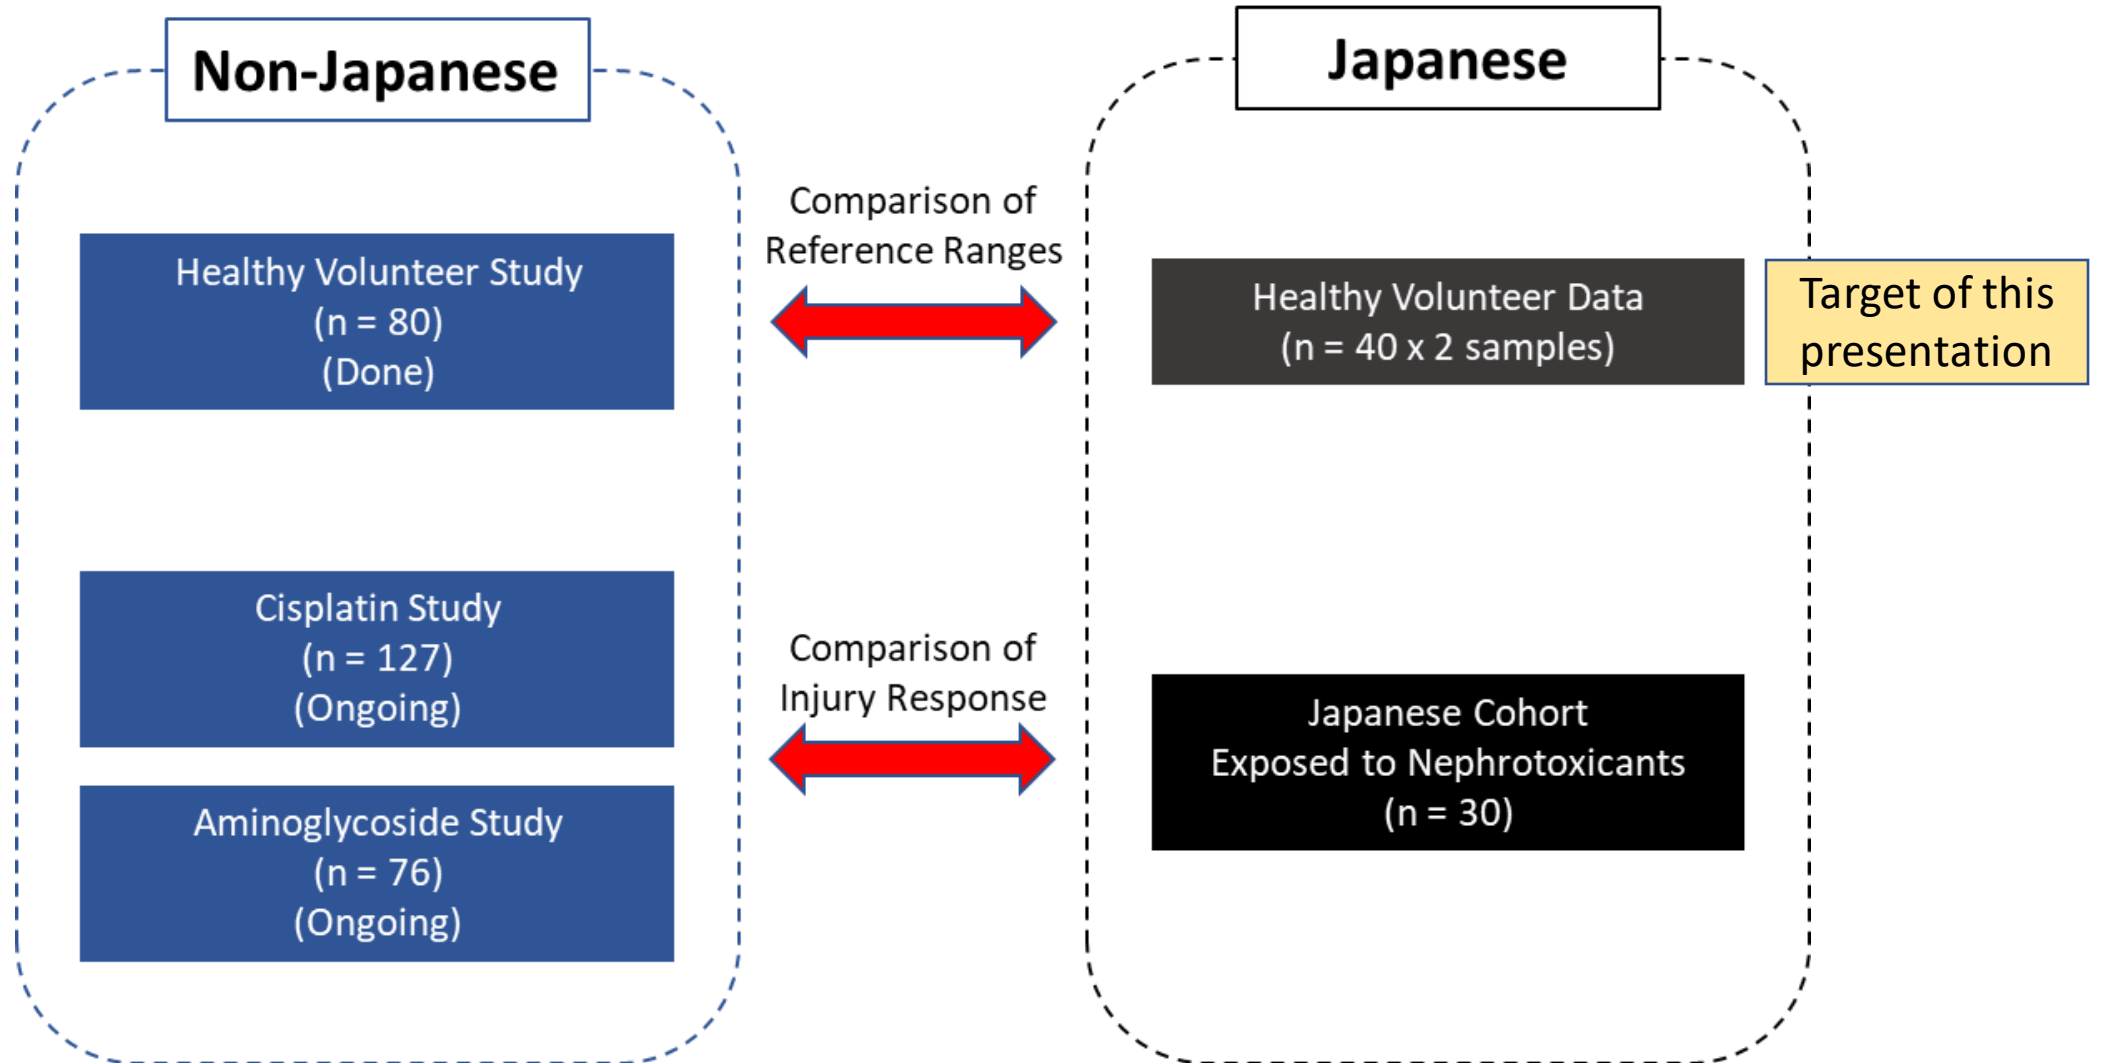 Non-Japanese
Healthy Volunteer Study
(n = 80)
(Done)
Cisplatin Study
(n = 127)
(Ongoing)
Aminoglycoside Study
(n = 76)
(Ongoing)
Comparison of
Reference Ranges
Comparison of
Injury Response
Japanese
Healthy Volunteer Data
(n = 40 x 2 samples)
Target of this
presentation
Japanese Cohort
Exposed to Nephrotoxicants
(n = 30)